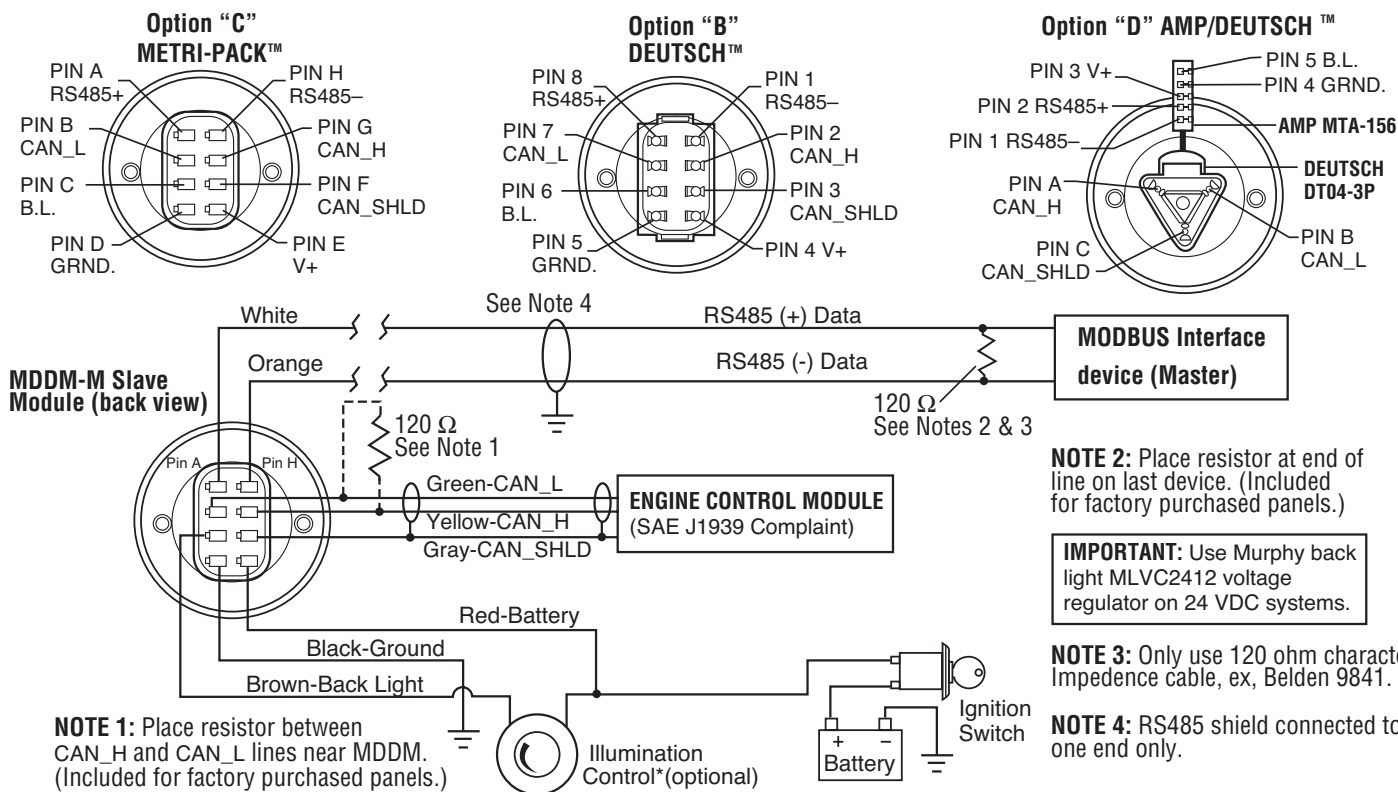 Option “C”
METRI-PACK™
PIN A
RS485+
PIN H
RS485–
PIN B
CAN_L
PIN G
CAN_H
PIN C
B.L.
PIN F
CAN_SHLD
PIN D
GRND.
PIN E
V+
Option “B”
DEUTSCH™
PIN 8
RS485+
PIN 1
RS485–
PIN 7
CAN_L
PIN 2
CAN_H
PIN 6
B.L.
PIN 3
CAN_SHLD
PIN 5
GRND.
PIN 4 V+
Option “D” AMP/DEUTSCH ™
PIN 5 B.L.
PIN 3 V+
PIN 4 GRND.
PIN 2 RS485+
AMP MTA-156
PIN 1 RS485–
DEUTSCH
DT04-3P
PIN A
CAN_H
PIN B
CAN_L
PIN C
CAN_SHLD
See Note 4
White
RS485 (+) Data
Orange
RS485 (-) Data
MODBUS Interface
device (Master)
MDDM-M Slave
Module (back view)
120 Ω
See Note 1
120 Ω
See Notes 2 & 3
Pin A
Pin H
Green-CAN_L
Yellow-CAN_H
Gray-CAN_SHLD
ENGINE CONTROL MODULE
(SAE J1939 Complaint)
NOTE 2: Place resistor at end of
line on last device. (Included
for factory purchased panels.)
IMPORTANT: Use Murphy back
light MLVC2412 voltage
regulator on 24 VDC systems.
Red-Battery
Black-Ground
Brown-Back Light
NOTE 3: Only use 120 ohm characte
Impedence cable, ex, Belden 9841.
NOTE 4: RS485 shield connected to
one end only.
Ignition
Switch
+ –
Battery
Illumination
Control*(optional)
NOTE 1: Place resistor between
CAN_H and CAN_L lines near MDDM.
(Included for factory purchased panels.)